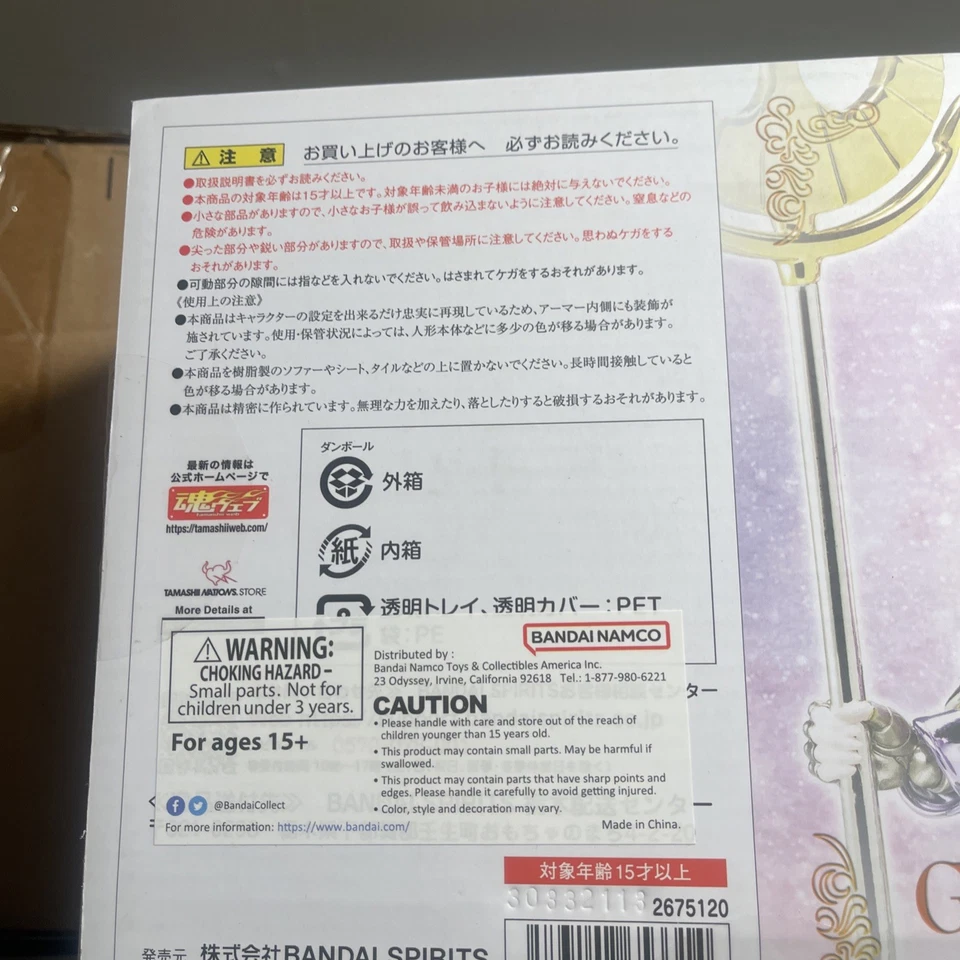 注 意 お買い上げのお客様へ 必ずお読みください。
●取扱説明書を必ずお読みください。
●本商品の対象年齢は15才以上です。対象年齢未満のお子様には絶対に与えないでください。
●小さな部品がありますので、小さなお子様が誤って飲み込まないように注意してください。窒息などの
危険があります。
●尖った部分や鋭い部分がありますので、取扱や保管場所に注意してください。思わぬケガをする
おそれがあります。
●可動部分の隙間には指などを入れないでください。はさまれてケガをするおそれがあります。
《使用上の注意》
●本商品はキャラクターの設定を出来るだけ忠実に再現しているため、アーマー内側にも装飾が
施されています。使用・保管状況によっては、人形本体などに多少の色が移る場合があります。
ご了承ください。
●本商品を樹脂製のソファーやシート、タイルなどの上に置かないでください。長時間接触していると
色が移る場合があります。
●本商品は精密に作られています。無理な力を加えたり、落としたりすると破損するおそれがあります。
最新の情報は
公式ホームページで
魂ウェブ
tamashii web
https://tamashiiweb.com/
TAMASHII NATIONS STORE
More Details at
ダンボール
外箱
紙 内箱
透明トレイ、透明カバー：PET
袋：PE
WARNING:
CHOKING HAZARD –
Small parts. Not for
children under 3 years.
For ages 15+
@BandaiCollect
For more information: https://www.bandai.com/
BANDAI NAMCO
Distributed by :
Bandai Namco Toys & Collectibles America Inc.
23 Odyssey, Irvine, California 92618 Tel.: 1-877-980-6221
CAUTION
• Please handle with care and store out of the reach of
children younger than 15 years old.
• This product may contain small parts. May be harmful if
swallowed.
• This product may contain parts that have sharp points and
edges. Please handle it carefully to avoid getting injured.
• Color, style and decoration may vary.
Made in China.
ンター
センター
対象年齢15才以上
30332113 2675120
発売元 株式会社BANDAI SPIRITS
G